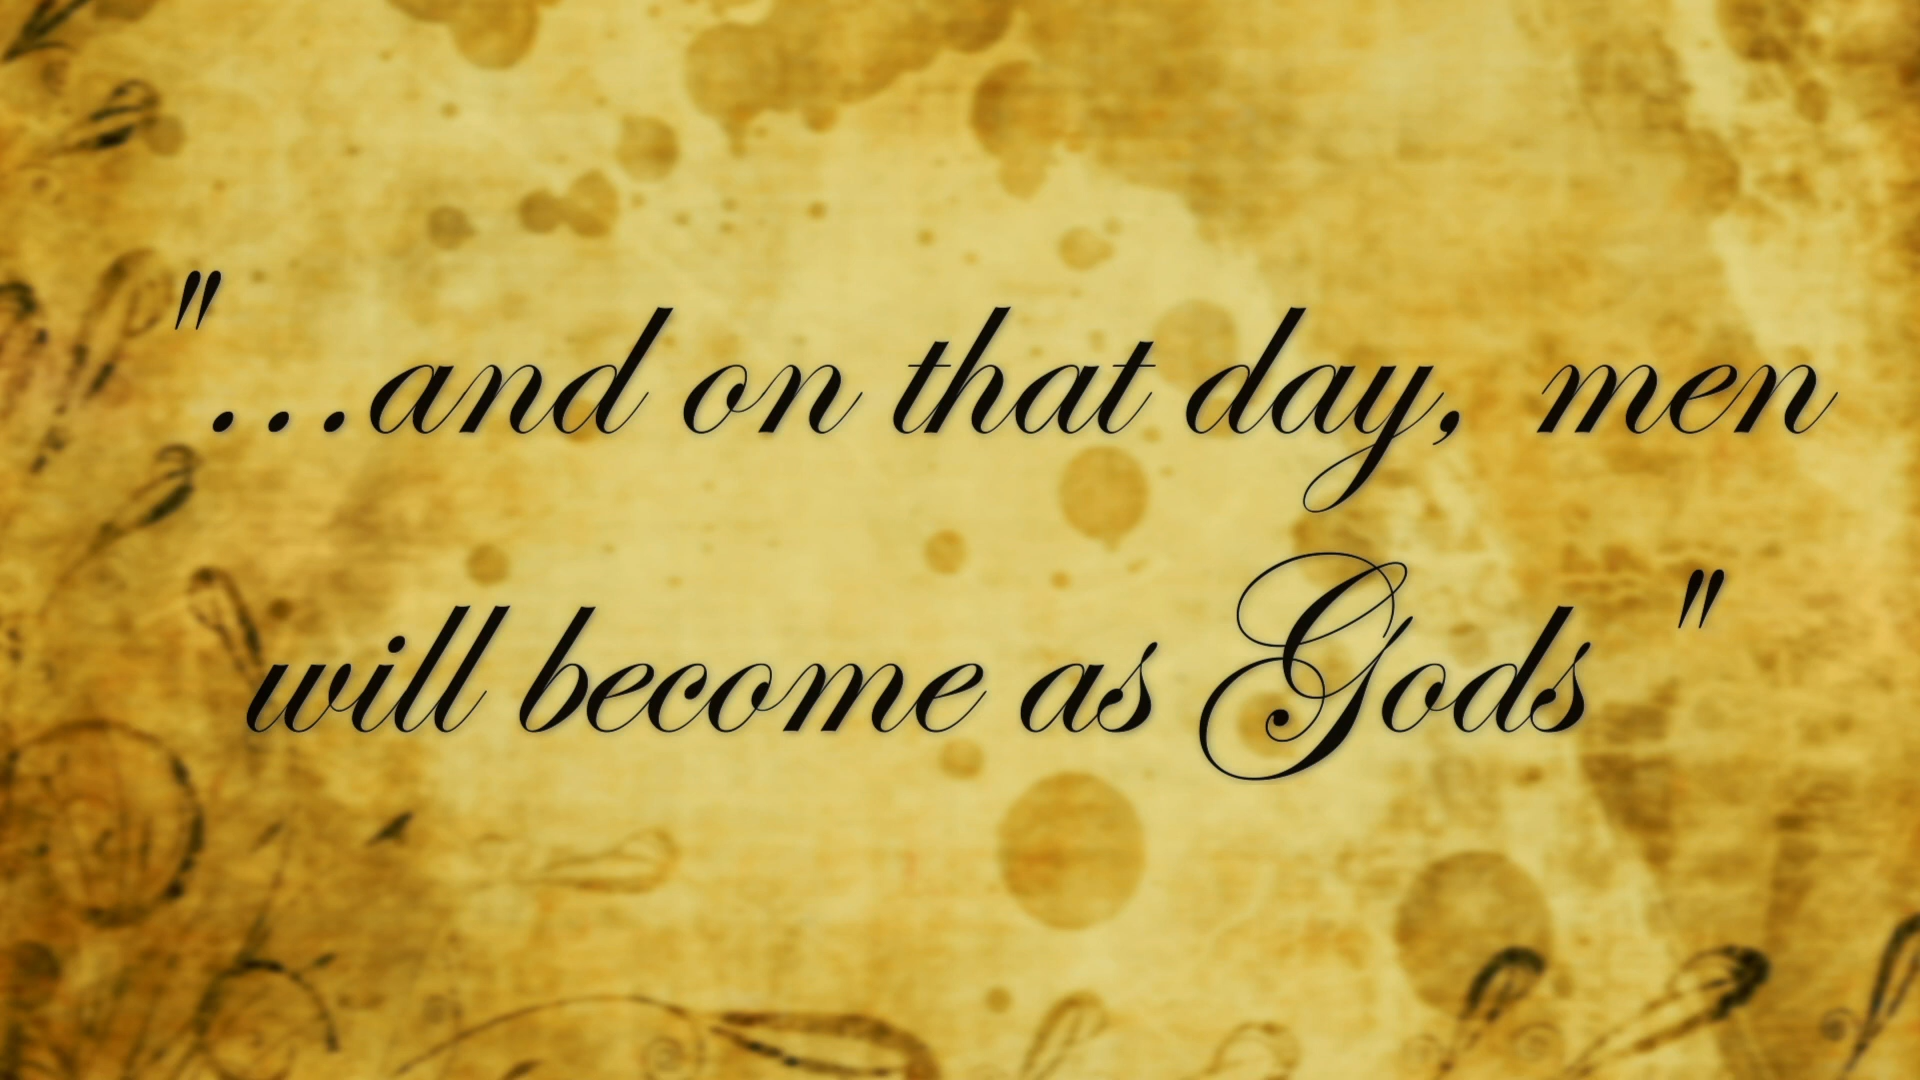 "...and on that day, men
will become as Gods "